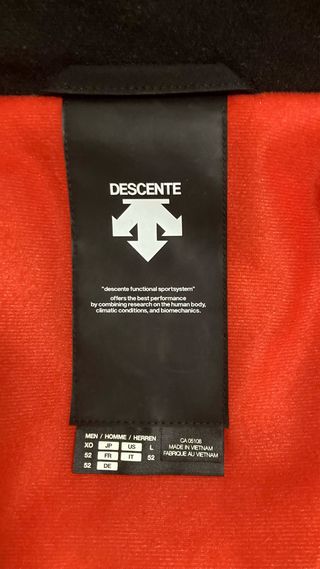 DESCENTE
"descente functional sportsystem"
offers the best performance
by combining research on the human body,
climatic conditions, and biomechanics.
MEN / HOMME / HERREN
XO JP US L
52 FR IT 52
52 DE
CA 05108
MADE IN VIETNAM
FABRIQUE AU VIETNAM